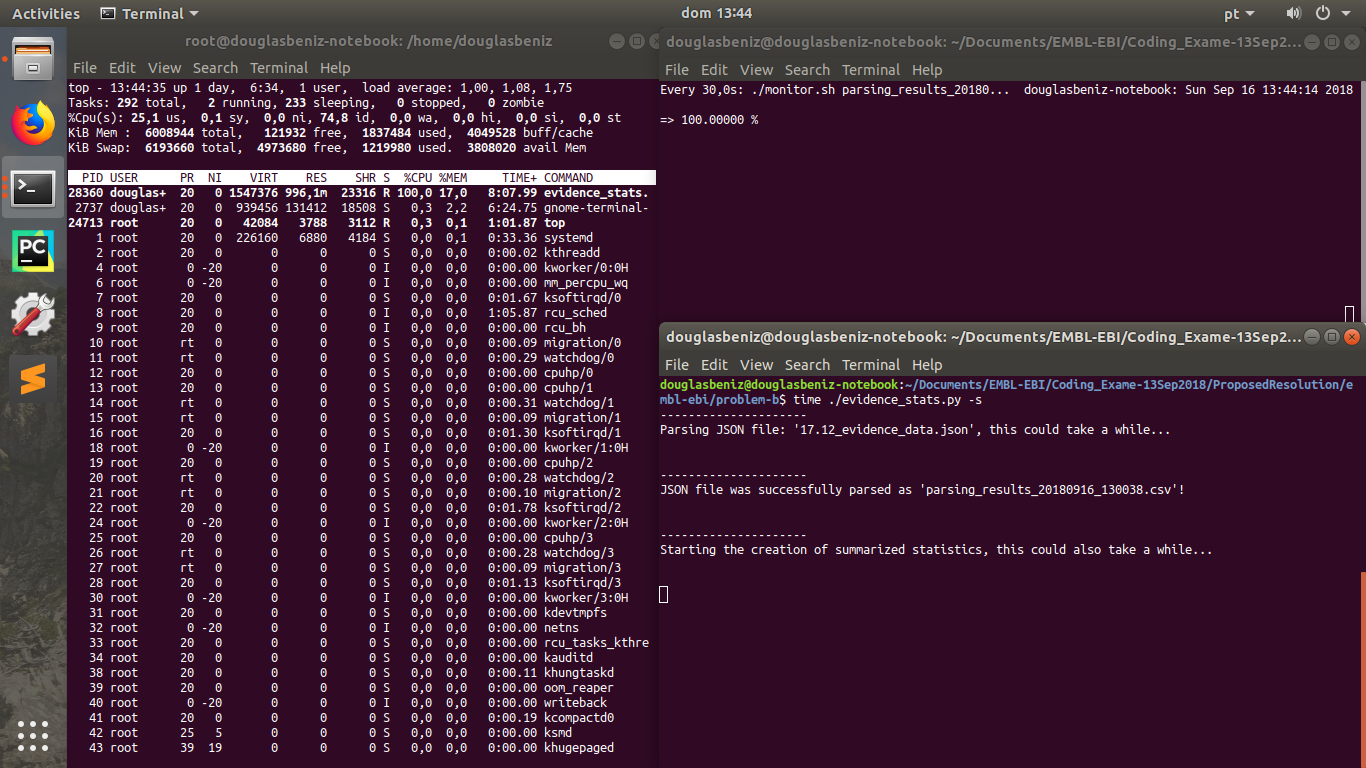 Activities Terminal dom 13:44 pt
root@douglasbeniz-notebook: /home/douglasbeniz
File Edit View Search Terminal Help
top - 13:44:35 up 1 day,  6:34,  1 user,  load average: 1,00, 1,08, 1,75
Tasks: 292 total,   2 running, 233 sleeping,   0 stopped,   0 zombie
%Cpu(s): 25,1 us,  0,1 sy,  0,0 ni, 74,8 id,  0,0 wa,  0,0 hi,  0,0 si,  0,0 st
KiB Mem :  6008944 total,   121932 free,  1837484 used,  4049528 buff/cache
KiB Swap:  6193660 total,  4973680 free,  1219980 used.  3808020 avail Mem
PID USER      PR  NI    VIRT    RES    SHR S  %CPU %MEM     TIME+ COMMAND
28360 douglas+  20   0 1547376 996,1m  23316 R 100,0 17,0   8:07.99 evidence_stats.
2737 douglas+  20   0  939456 131412  18508 S   0,3  2,2   6:24.75 gnome-terminal-
24713 root      20   0   42084   3788   3112 R   0,3  0,1   1:01.87 top
1 root      20   0  226160   6880   4184 S   0,0  0,1   0:33.36 systemd
2 root      20   0       0      0      0 S   0,0  0,0   0:00.02 kthreadd
4 root       0 -20       0      0      0 I   0,0  0,0   0:00.00 kworker/0:0H
6 root       0 -20       0      0      0 I   0,0  0,0   0:00.00 mm_percpu_wq
7 root      20   0       0      0      0 S   0,0  0,0   0:01.67 ksoftirqd/0
8 root      20   0       0      0      0 I   0,0  0,0   1:05.87 rcu_sched
9 root      20   0       0      0      0 I   0,0  0,0   0:00.00 rcu_bh
10 root      rt   0       0      0      0 S   0,0  0,0   0:00.09 migration/0
11 root      rt   0       0      0      0 S   0,0  0,0   0:00.29 watchdog/0
12 root      20   0       0      0      0 S   0,0  0,0   0:00.00 cpuhp/0
13 root      20   0       0      0      0 S   0,0  0,0   0:00.00 cpuhp/1
14 root      rt   0       0      0      0 S   0,0  0,0   0:00.31 watchdog/1
15 root      rt   0       0      0      0 S   0,0  0,0   0:00.09 migration/1
16 root      20   0       0      0      0 S   0,0  0,0   0:01.30 ksoftirqd/1
18 root       0 -20       0      0      0 I   0,0  0,0   0:00.00 kworker/1:0H
19 root      20   0       0      0      0 S   0,0  0,0   0:00.00 cpuhp/2
20 root      rt   0       0      0      0 S   0,0  0,0   0:00.28 watchdog/2
21 root      rt   0       0      0      0 S   0,0  0,0   0:00.10 migration/2
22 root      20   0       0      0      0 S   0,0  0,0   0:01.78 ksoftirqd/2
24 root       0 -20       0      0      0 I   0,0  0,0   0:00.00 kworker/2:0H
25 root      20   0       0      0      0 S   0,0  0,0   0:00.00 cpuhp/3
26 root      rt   0       0      0      0 S   0,0  0,0   0:00.28 watchdog/3
27 root      rt   0       0      0      0 S   0,0  0,0   0:00.09 migration/3
28 root      20   0       0      0      0 S   0,0  0,0   0:01.13 ksoftirqd/3
30 root       0 -20       0      0      0 I   0,0  0,0   0:00.00 kworker/3:0H
31 root      20   0       0      0      0 S   0,0  0,0   0:00.00 kdevtmpfs
32 root       0 -20       0      0      0 I   0,0  0,0   0:00.00 netns
33 root      20   0       0      0      0 S   0,0  0,0   0:00.00 rcu_tasks_kthre
34 root      20   0       0      0      0 S   0,0  0,0   0:00.00 kauditd
38 root      20   0       0      0      0 S   0,0  0,0   0:00.11 khungtaskd
39 root      20   0       0      0      0 S   0,0  0,0   0:00.00 oom_reaper
40 root       0 -20       0      0      0 I   0,0  0,0   0:00.00 writeback
41 root      20   0       0      0      0 S   0,0  0,0   0:00.19 kcompactd0
42 root      25   5       0      0      0 S   0,0  0,0   0:00.00 ksmd
43 root      39  19       0      0      0 S   0,0  0,0   0:00.00 khugepaged
douglasbeniz@douglasbeniz-notebook: ~/Documents/EMBL-EBI/Coding_Exame-13Sep2...
File Edit View Search Terminal Help
Every 30,0s: ./monitor.sh parsing_results_20180...  douglasbeniz-notebook: Sun Sep 16 13:44:14 2018
=> 100.00000 %
douglasbeniz@douglasbeniz-notebook: ~/Documents/EMBL-EBI/Coding_Exame-13Sep2...
File Edit View Search Terminal Help
douglasbeniz@douglasbeniz-notebook:~/Documents/EMBL-EBI/Coding_Exame-13Sep2018/ProposedResolution/e
mbl-ebi/problem-b$ time ./evidence_stats.py -s
---------------------
Parsing JSON file: '17.12_evidence_data.json', this could take a while...
---------------------
JSON file was successfully parsed as 'parsing_results_20180916_130038.csv'!
---------------------
Starting the creation of summarized statistics, this could also take a while...
PC